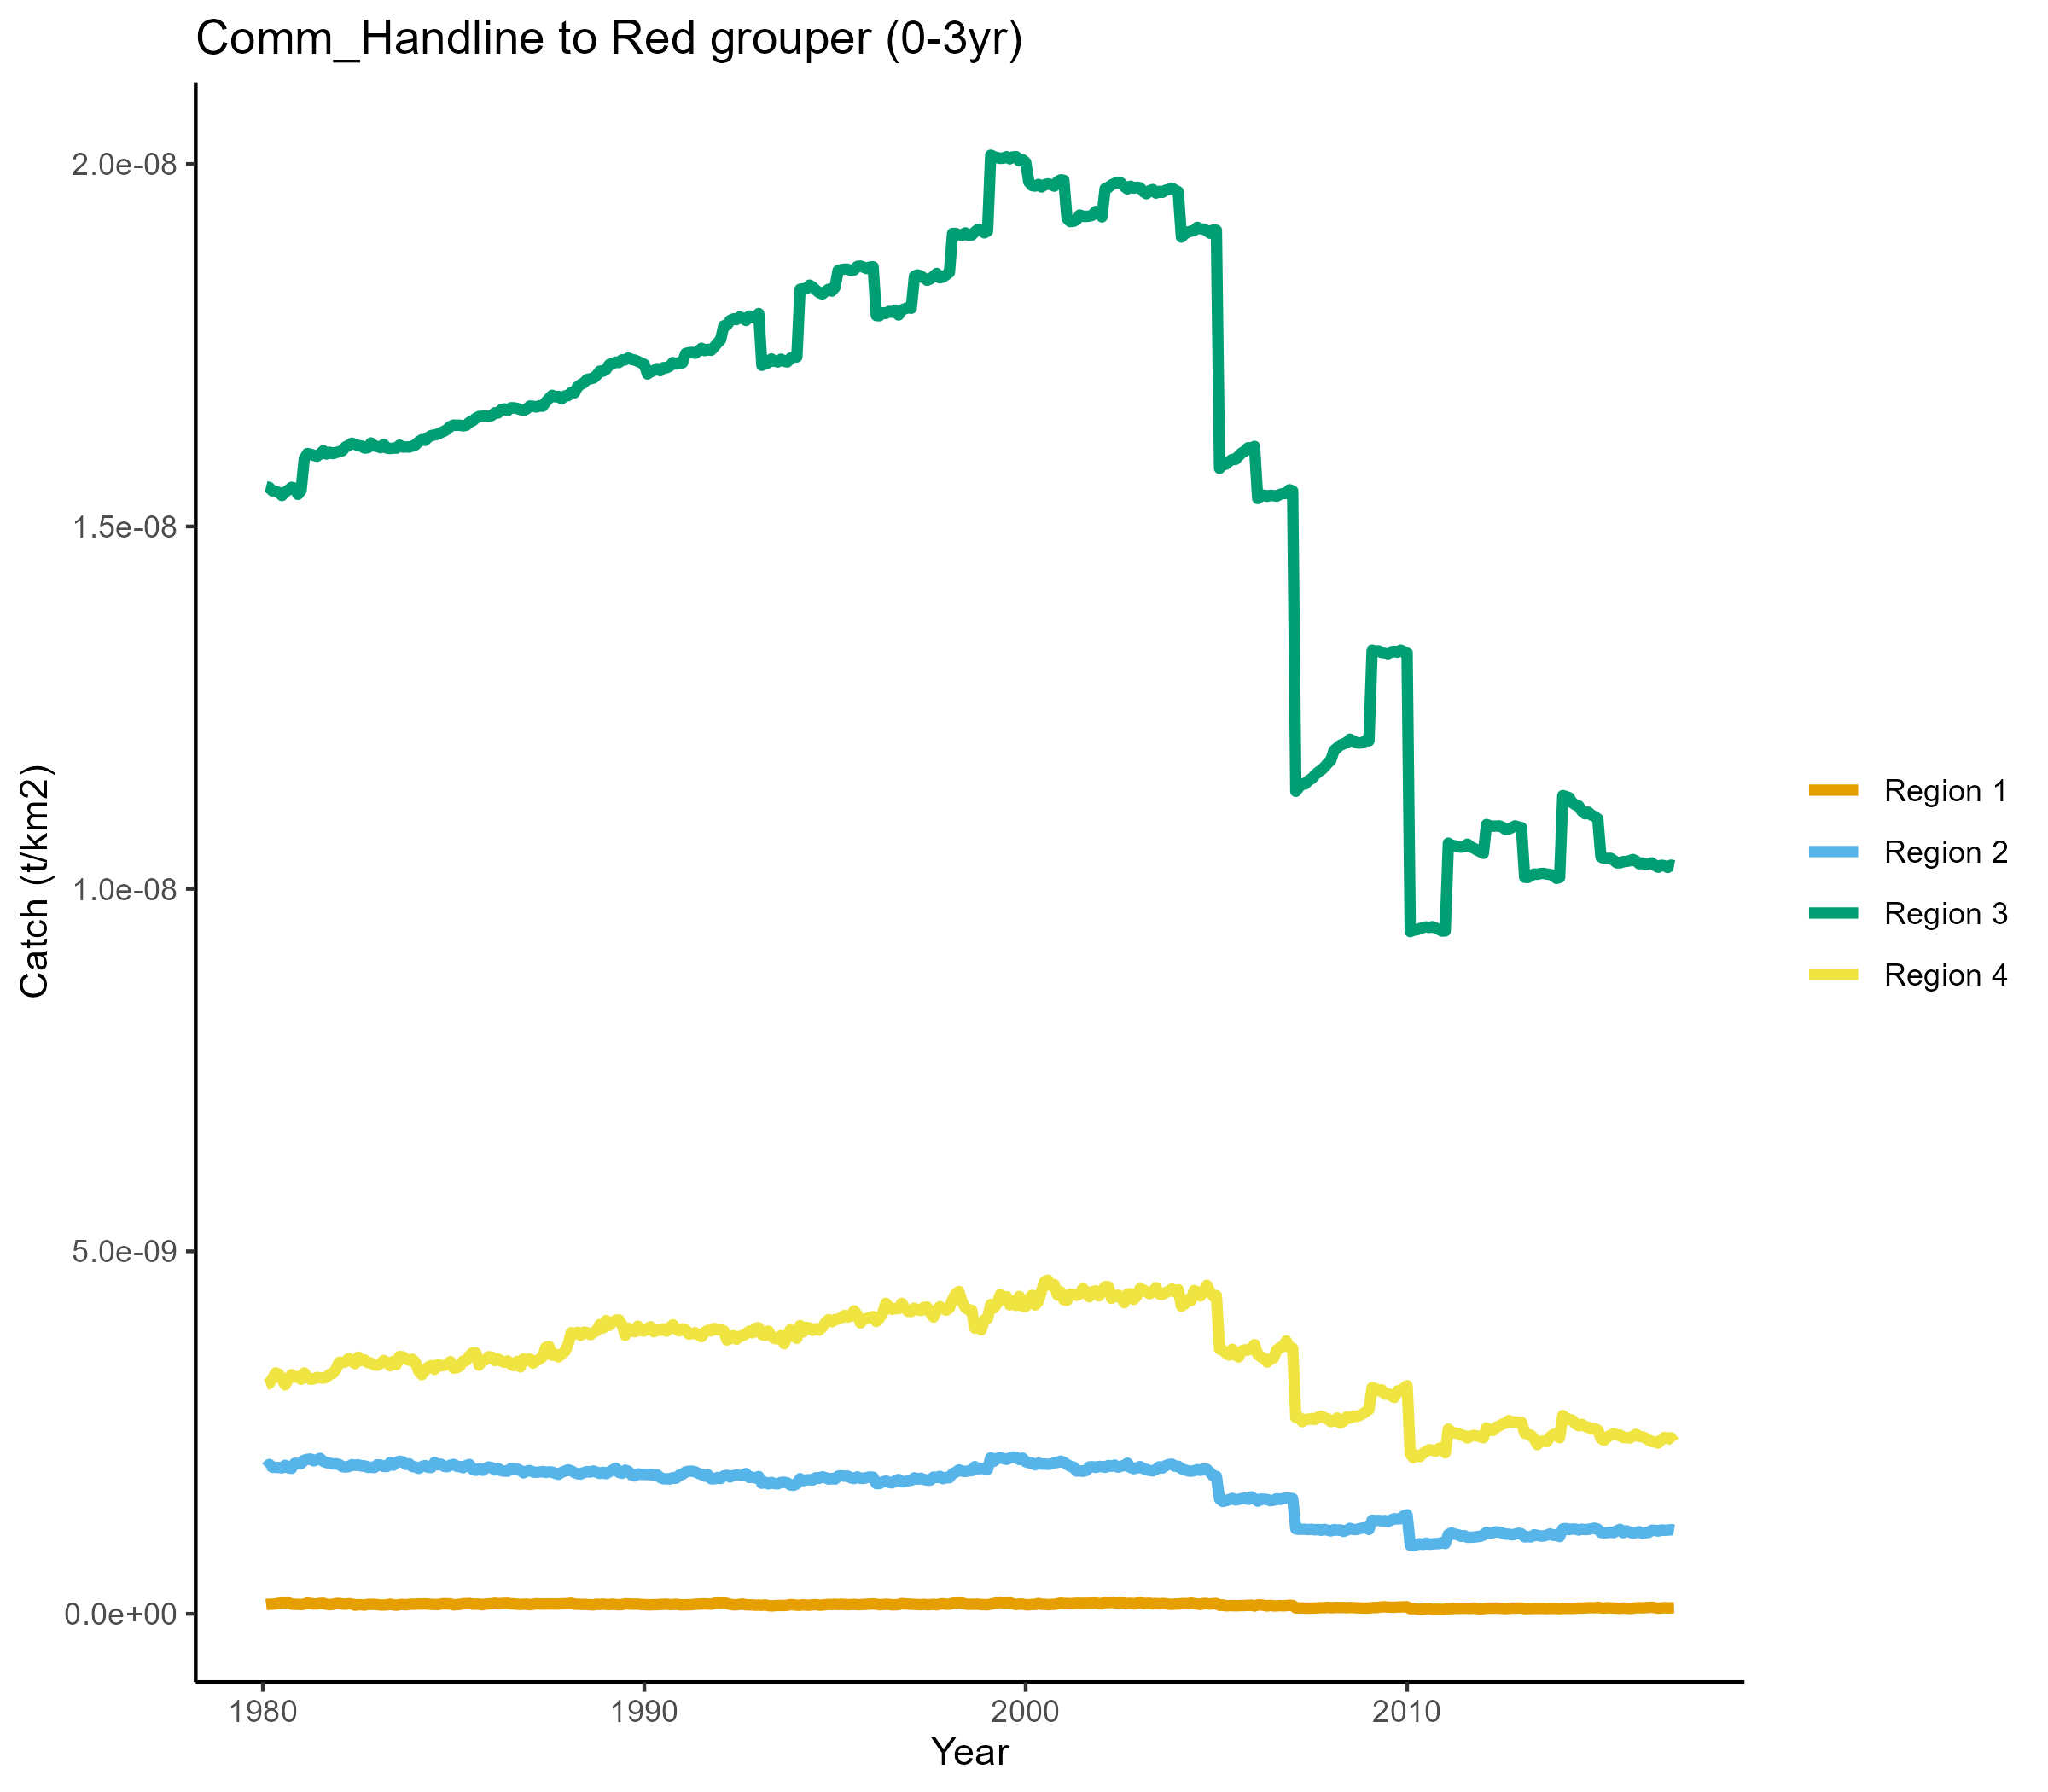 Comm_Handline to Red grouper (0-3yr)
2.0e-08
1.5e-08
1.0e-08
5.0e-09
0.0e+00
Catch (t/km2)
1980
1990
2000
2010
Year
Region 1
Region 2
Region 3
Region 4